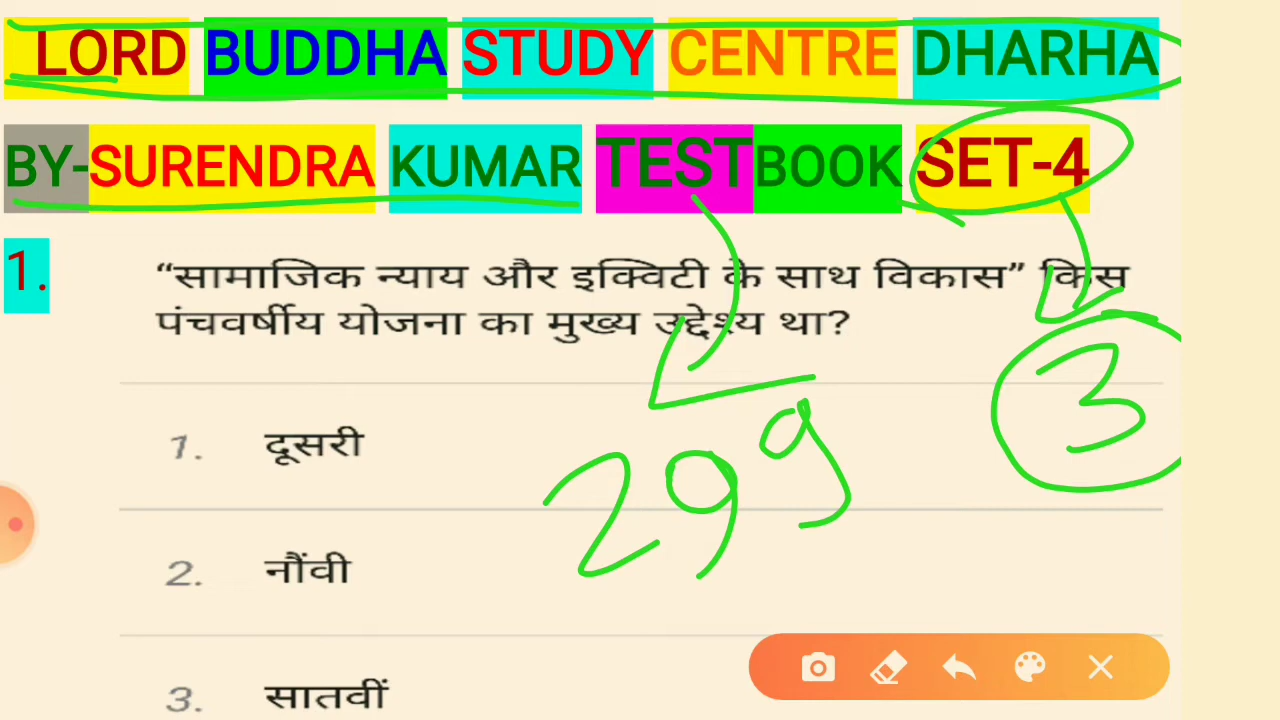 LORD BUDDHA STUDY CENTRE DHARHA
BY-SURENDRA KUMAR TESTBOOK SET-4
1. “सामाजिक न्याय और इक्विटी के साथ विकास” किस
पंचवर्षीय योजना का मुख्य उद्देश्य था?
3
1. दूसरी
299
2. नौंवी
3. सातवीं